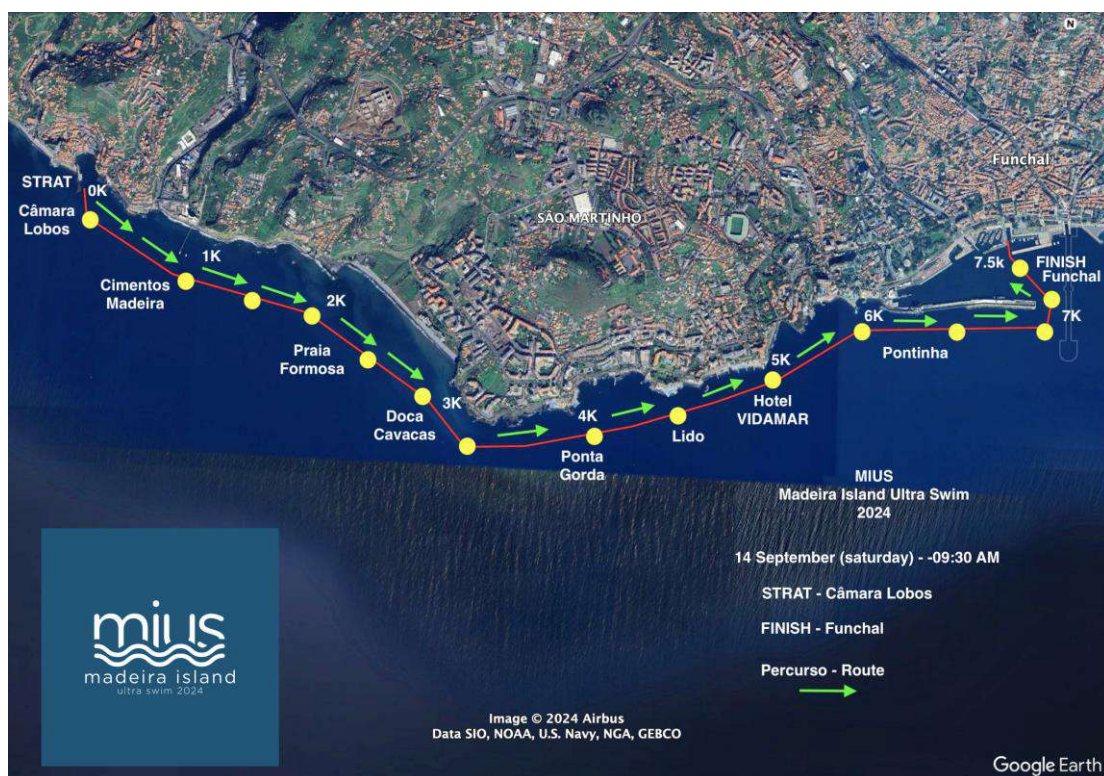 N
Funchal
STRAT
0K
Câmara
Lobos
SÃO MARTINHO
1K
Cimentos
Madeira
7.5k
FINISH
Funchal
2K
6K
7K
Praia
Formosa
Pontinha
5K
Hotel
VIDAMAR
3K
Doca
Cavacas
4K
Lido
Ponta
Gorda
MIUS
Madeira Island Ultra Swim
2024
14 September (saturday) - -09:30 AM
STRAT - Câmara Lobos
FINISH - Funchal
Percurso - Route
mius
madeira island
ultra swim 2024
Image © 2024 Airbus
Data SIO, NOAA, U.S. Navy, NGA, GEBCO
Google Earth